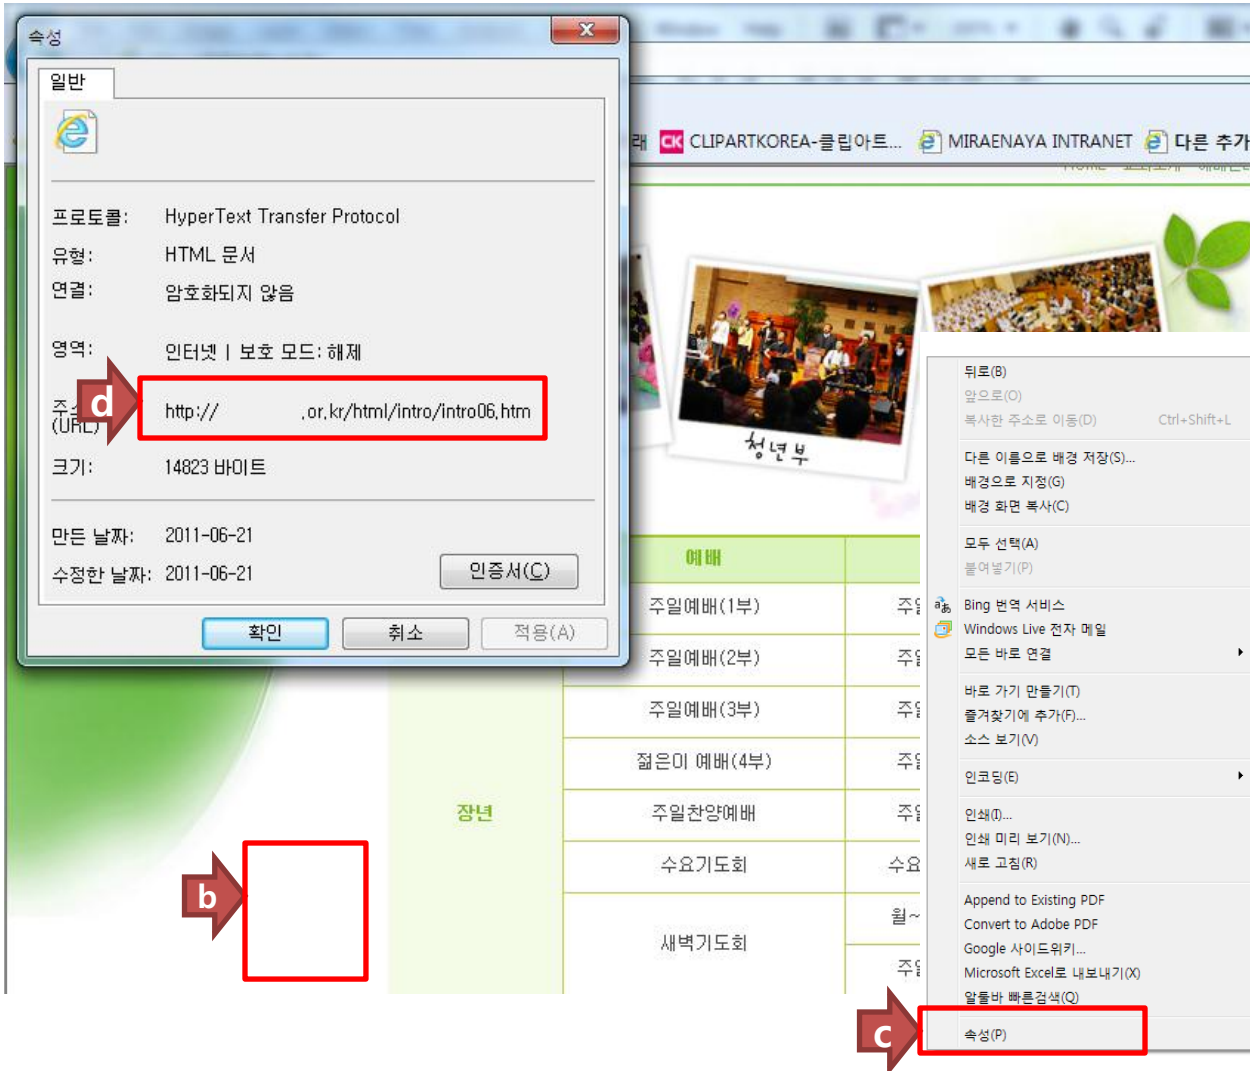 속성
일반
프로토콜: HyperText Transfer Protocol
유형: HTML 문서
연결: 암호화되지 않음
영역: 인터넷 | 보호 모드: 해제
d
(URL) http:// .or.kr/html/intro/intro06.htm
크기: 14823 바이트
만든 날짜: 2011-06-21
수정한 날짜: 2011-06-21
인증서(C)
확인 취소 적용(A)
래 CK CLIPARTKOREA-클립아트... MIRAENAYA INTRANET 다른 추가
청년부
예배
주일예배(1부)
주일예배(2부)
주일예배(3부)
젊은이 예배(4부)
장년 주일찬양예배
수요기도회 수요
월~
새벽기도회
b
뒤로(B)
앞으로(O)
복사한 주소로 이동(D) Ctrl+Shift+L
다른 이름으로 배경 저장(S)...
배경으로 지정(G)
배경 화면 복사(C)
모두 선택(A)
붙여넣기(P)
Bing 번역 서비스
Windows Live 전자 메일
모든 바로 연결
바로 가기 만들기(T)
즐겨찾기에 추가(F)...
소스 보기(V)
인코딩(E)
인쇄(I)...
인쇄 미리 보기(N)...
새로 고침(R)
Append to Existing PDF
Convert to Adobe PDF
Google 사이드위키...
Microsoft Excel로 내보내기(X)
알툴바 빠른검색(Q)
c
속성(P)